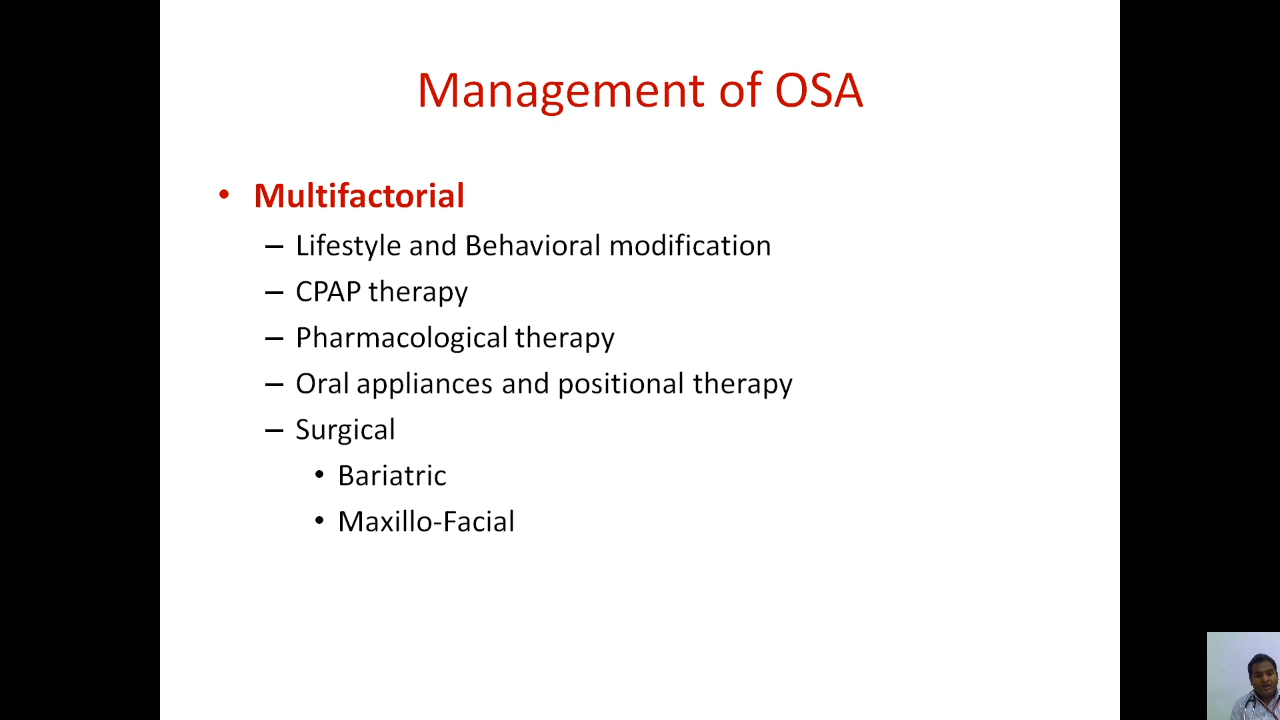 Management of OSA
• Multifactorial
– Lifestyle and Behavioral modification
– CPAP therapy
– Pharmacological therapy
– Oral appliances and positional therapy
– Surgical
• Bariatric
• Maxillo-Facial